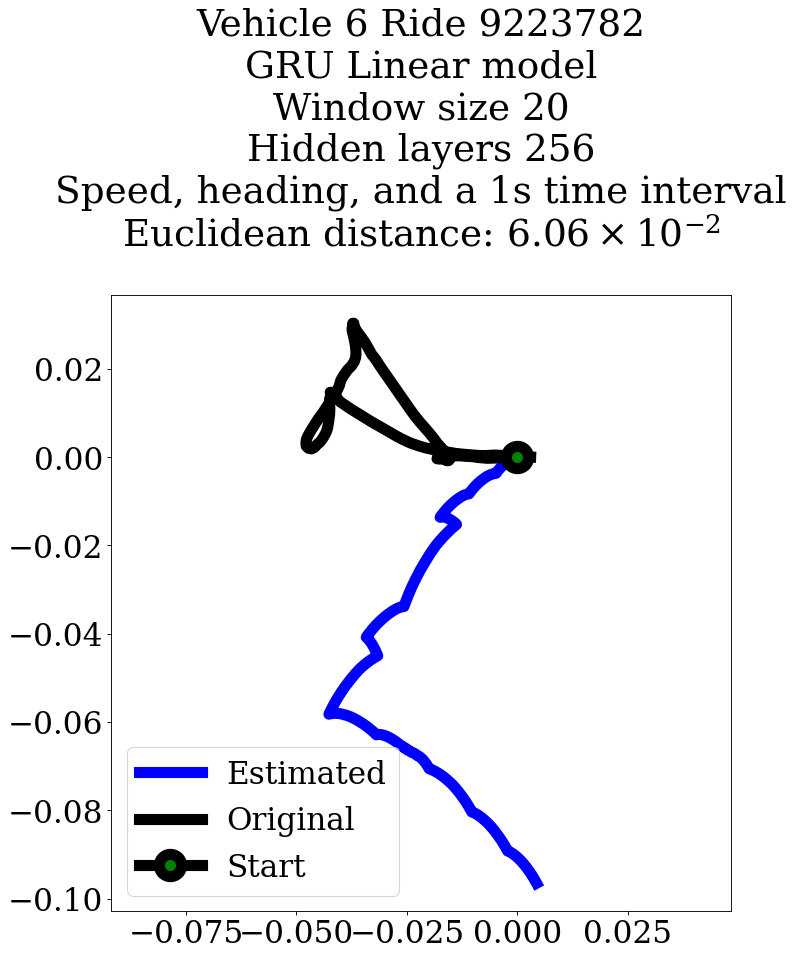 Vehicle 6 Ride 9223782
GRU Linear model
Window size 20
Hidden layers 256
Speed, heading, and a 1s time interval
Euclidean distance: 6.06 × 10⁻²
0.02
0.00
−0.02
−0.04
−0.06
−0.08
−0.10
Estimated
Original
Start
−0.075 −0.050 −0.025 0.000 0.025